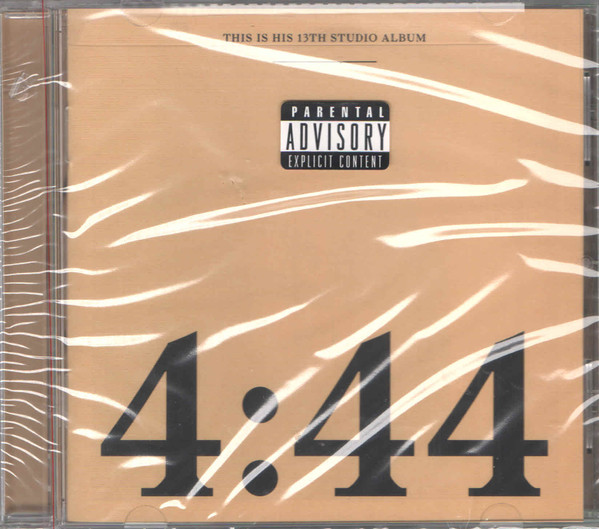 THIS IS HIS 13TH STUDIO ALBUM
PARENTAL
ADVISORY
EXPLICIT CONTENT
4:44